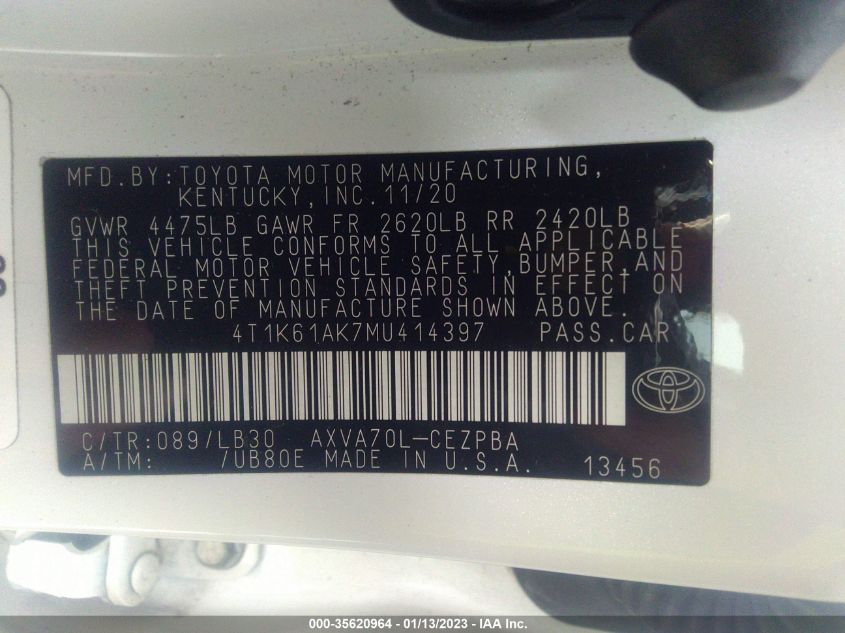 MFD.BY:TOYOTA MOTOR MANUFACTURING,
KENTUCKY,INC.11/20
GVWR 4475LB GAWR FR 2620LB RR 2420LB
THIS VEHICLE CONFORMS TO ALL APPLICABLE
FEDERAL MOTOR VEHICLE SAFETY,BUMPER,AND
THEFT PREVENTION STANDARDS IN EFFECT ON
THE DATE OF MANUFACTURE SHOWN ABOVE.
4T1K61AK7MU414397 PASS.CAR
C/TR:089/LB30 AXVA70L-CEZPBA
A/TM: /UB80E MADE IN U.S.A. 13456
000-35620964 - 01/13/2023 - IAA Inc.